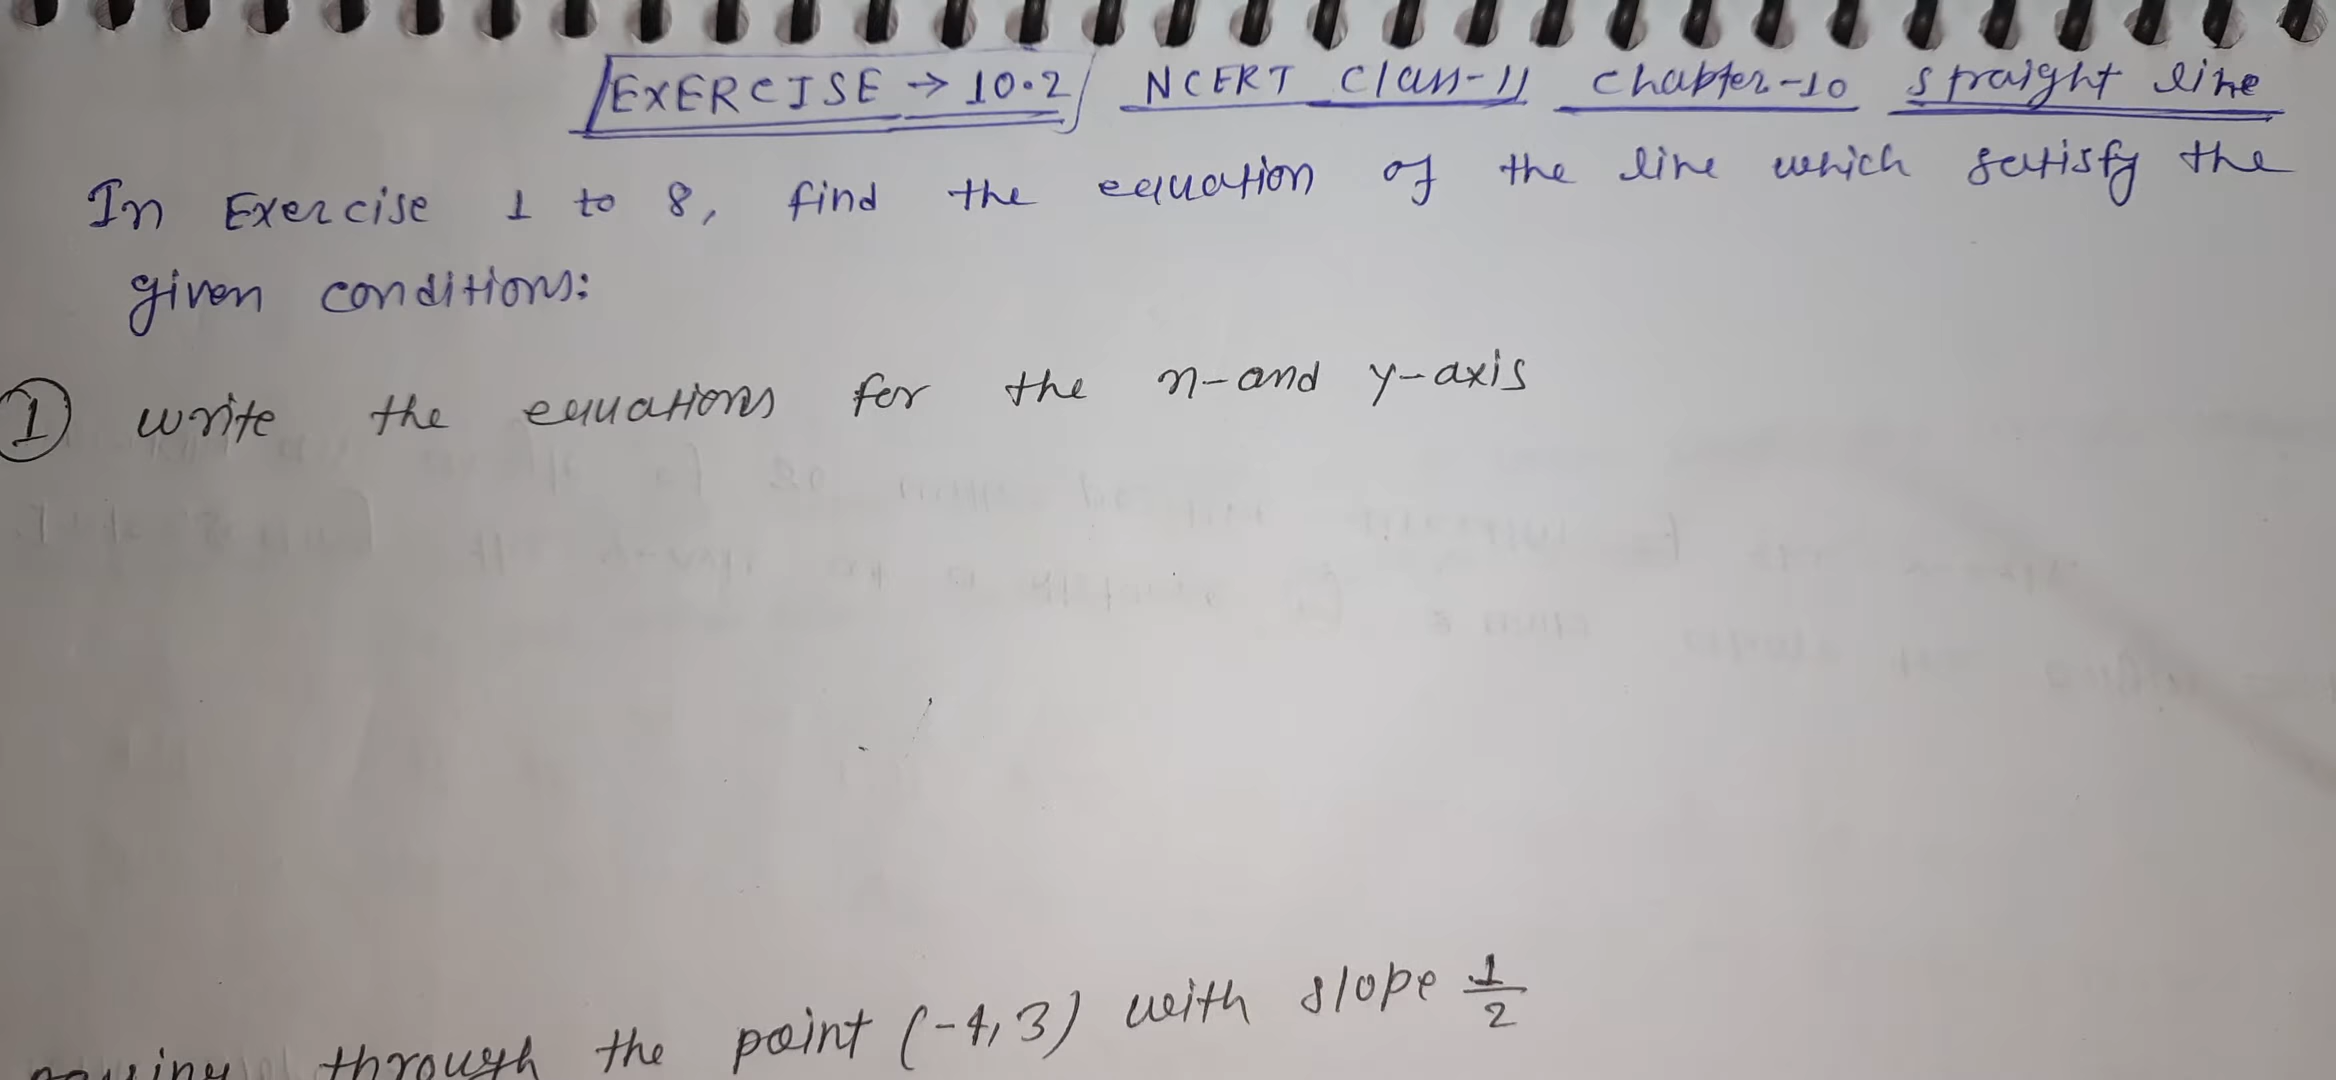 EXERCISE → 10.2 NCERT Class-11 Chapter-10 straight line
In Exercise 1 to 8, find the equation of the line which satisfy the
given conditions:
① write the equations for the x-and y-axis
through the point (-4,3) with slope 1/2